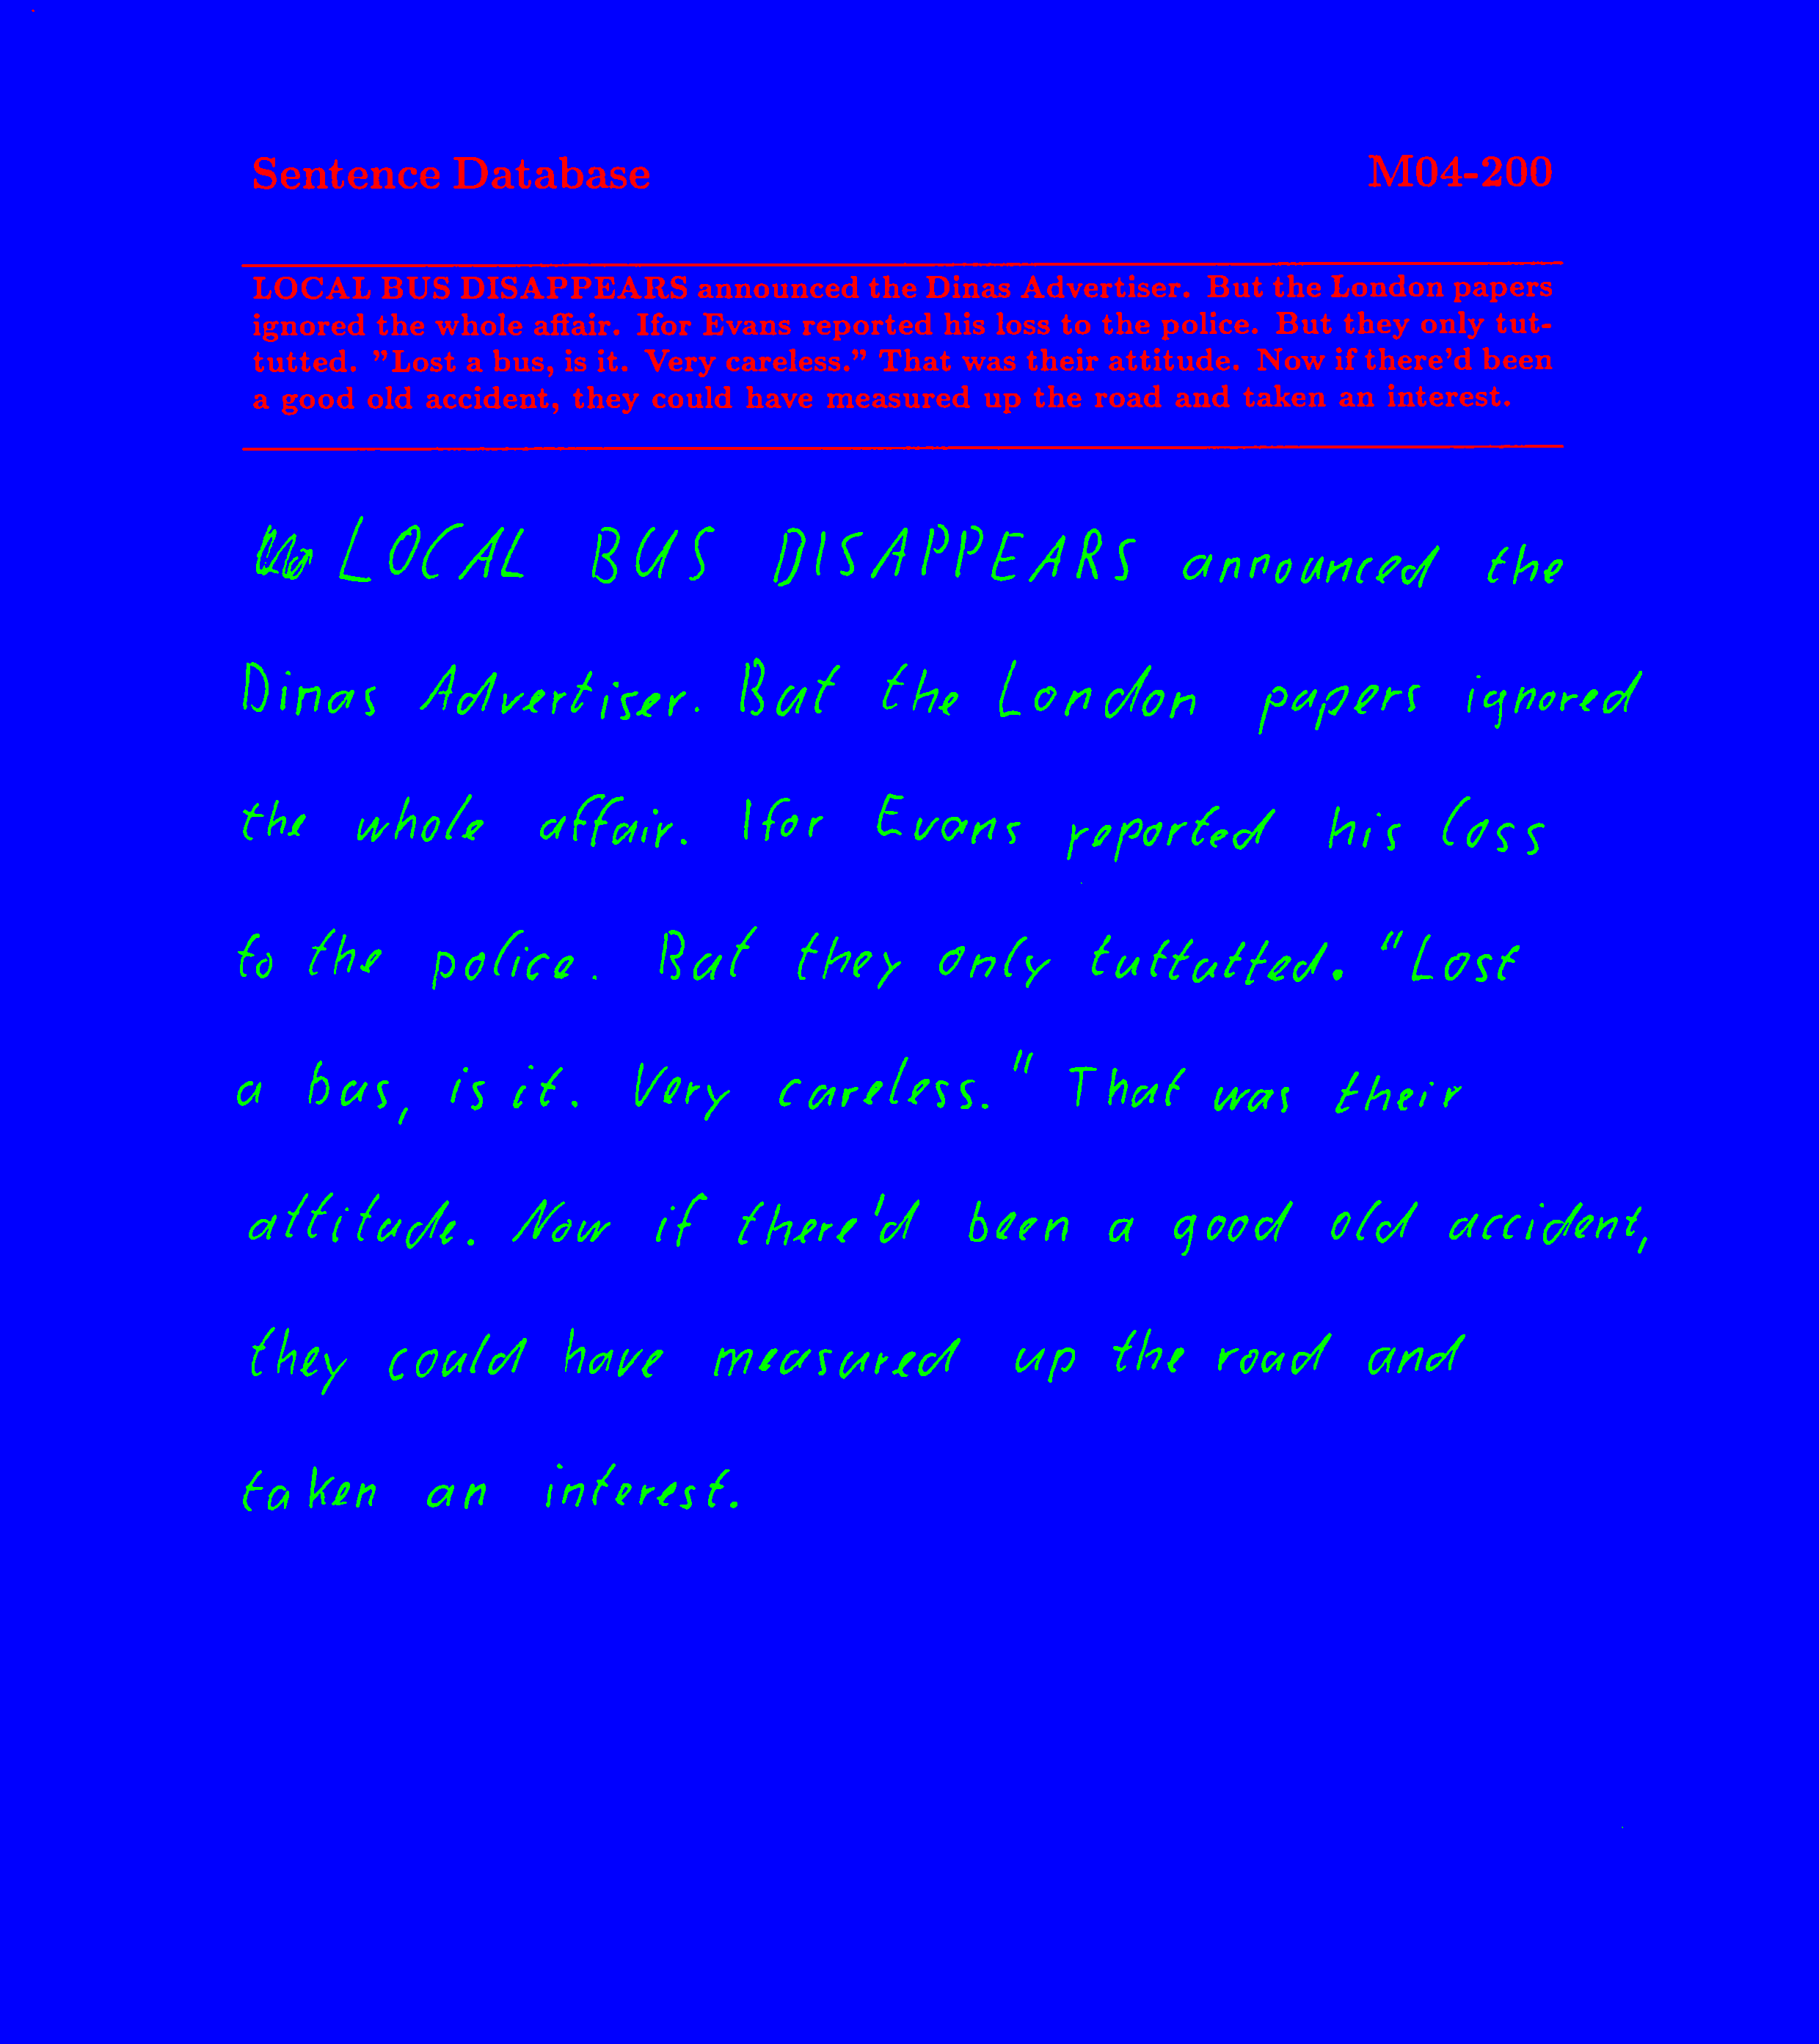 Sentence Database M04-200
LOCAL BUS DISAPPEARS announced the Dinas Advertiser. But the London papers
ignored the whole affair. Ifor Evans reported his loss to the police. But they only tut-
tutted. "Lost a bus, is it. Very careless." That was their attitude. Now if there'd been
a good old accident, they could have measured up the road and taken an interest.
LOCAL BUS DISAPPEARS announced the
Dinas Advertiser. But the London papers ignored
the whole affair. Ifor Evans reported his loss
to the police. But they only tuttutted. "Lost
a bus, is it. Very careless." That was their
attitude. Now if there'd been a good old accident,
they could have measured up the road and
taken an interest.